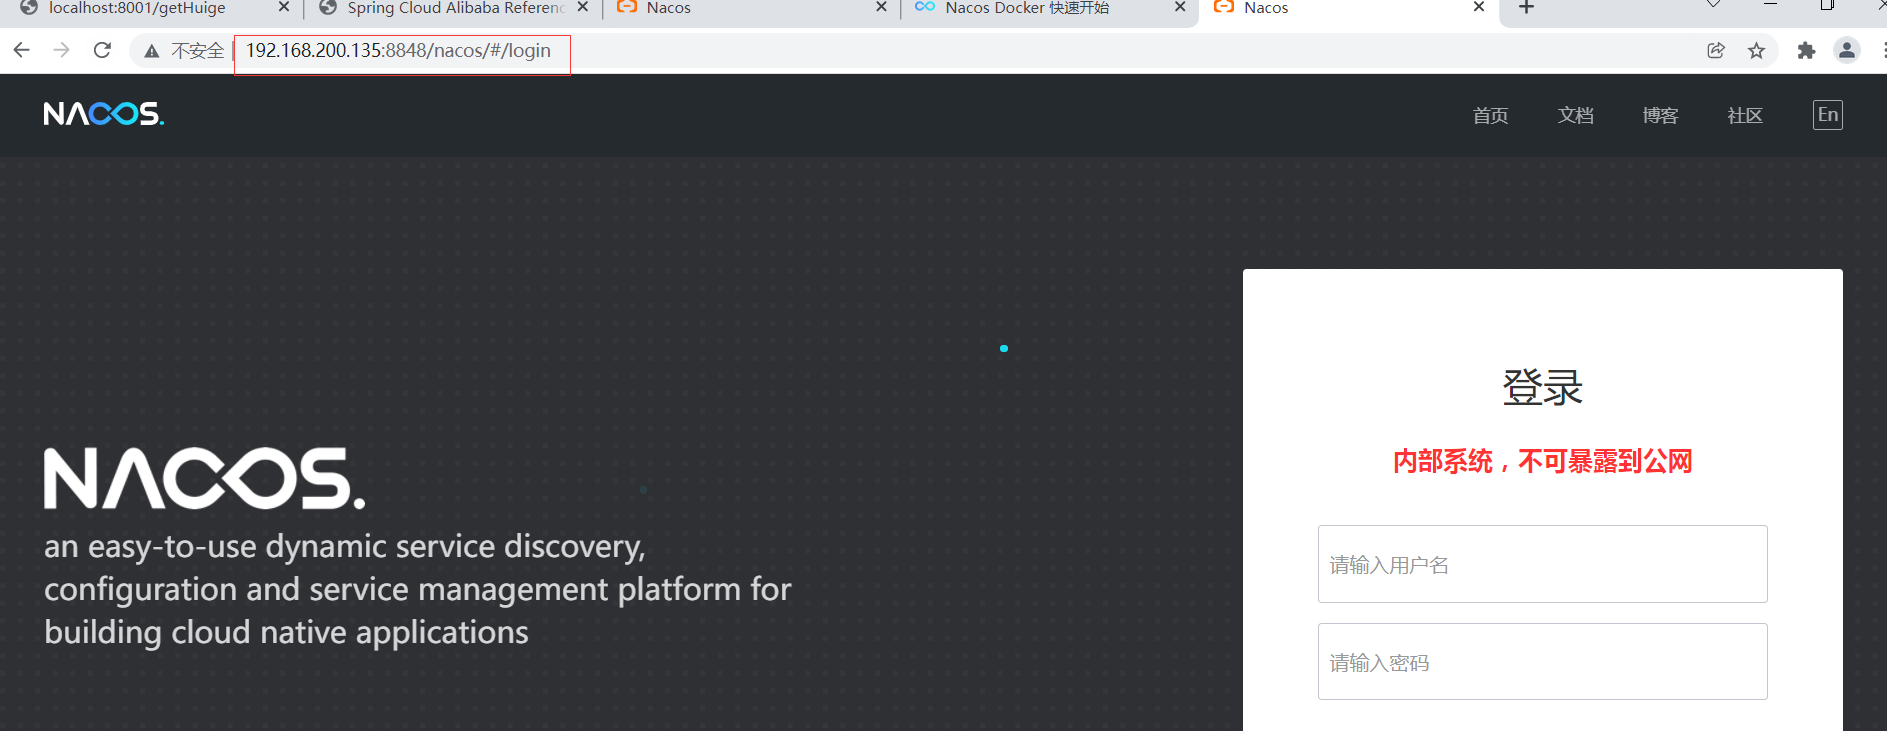 localhost:8001/getHuige
Spring Cloud Alibaba Referenc
Nacos
Nacos Docker 快速开始
Nacos
不安全
192.168.200.135:8848/nacos/#/login
NACOS.
首页
文档
博客
社区
En
登录
内部系统，不可暴露到公网
NACOS.
an easy-to-use dynamic service discovery,
configuration and service management platform for
building cloud native applications
请输入用户名
请输入密码